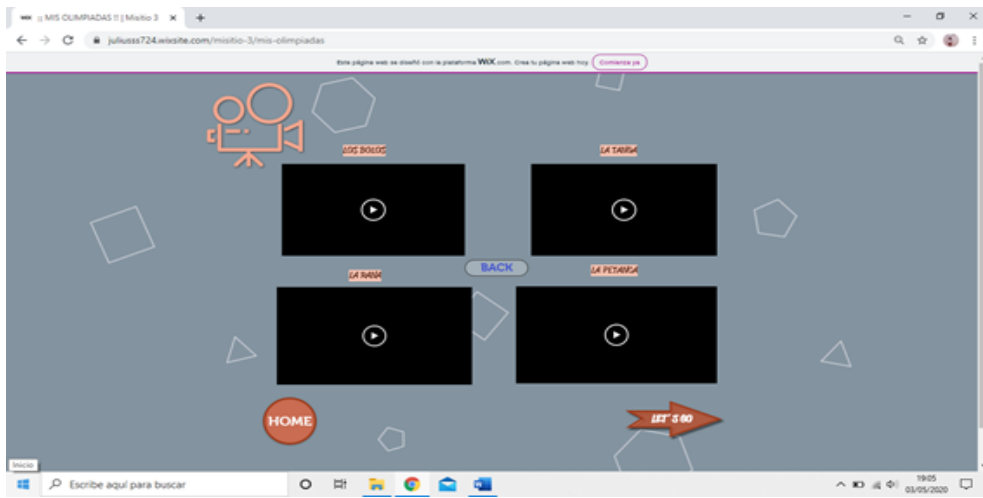 ¡¡ MIS OLIMPIADAS !! | Misitio 3
juliusss724.wixsite.com/misitio-3/mis-olimpiadas
Esta página web se diseñó con la plataforma WiX.com. Crea tu página web hoy. Comienza ya
LOS BOLOS
LA TANGA
BACK
LA RANA
LA PETANCA
HOME
LET´S GO
Inicio
Escribe aquí para buscar
19:05
03/05/2020